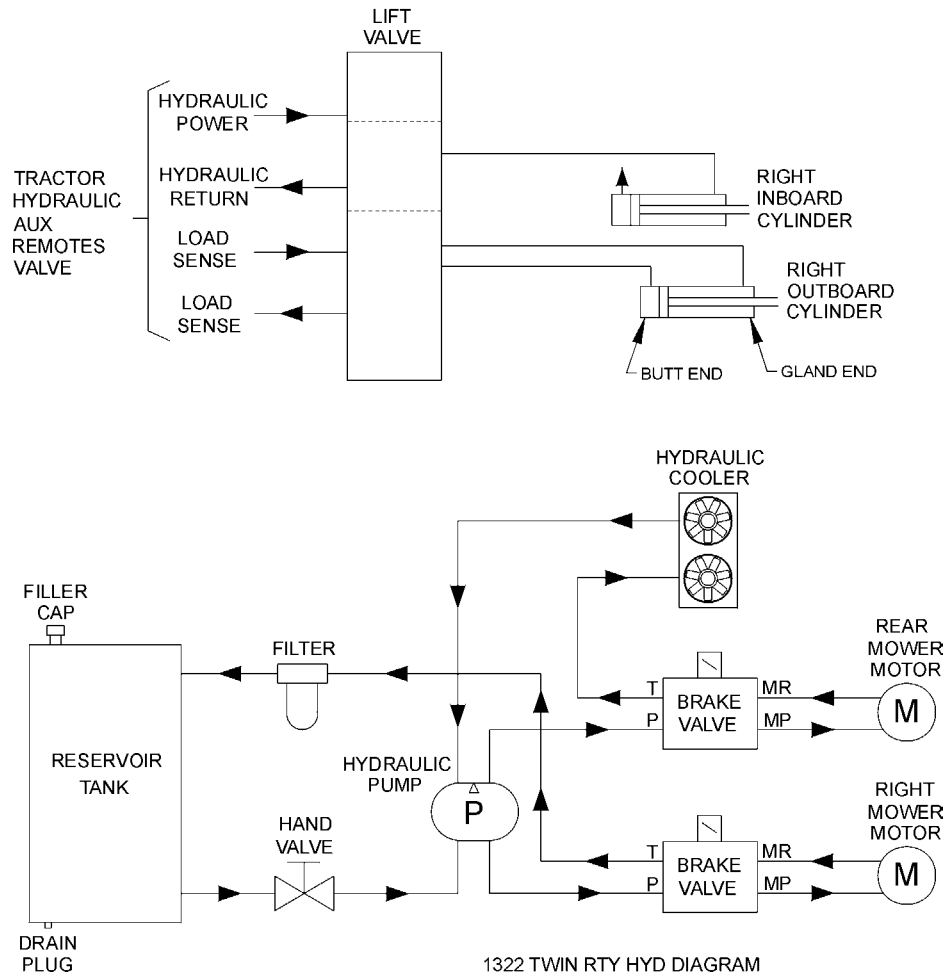 LIFT
VALVE
HYDRAULIC
POWER
HYDRAULIC
RETURN
TRACTOR
HYDRAULIC
AUX
REMOTES
VALVE
LOAD
SENSE
LOAD
SENSE
RIGHT
INBOARD
CYLINDER
RIGHT
OUTBOARD
CYLINDER
BUTT END
GLAND END
HYDRAULIC
COOLER
FILLER
CAP
FILTER
REAR
MOWER
MOTOR
T
P
BRAKE
VALVE
MR
MP
M
RESERVOIR
TANK
HYDRAULIC
PUMP
P
HAND
VALVE
RIGHT
MOWER
MOTOR
T
P
BRAKE
VALVE
MR
MP
M
DRAIN
PLUG
1322 TWIN RTY HYD DIAGRAM